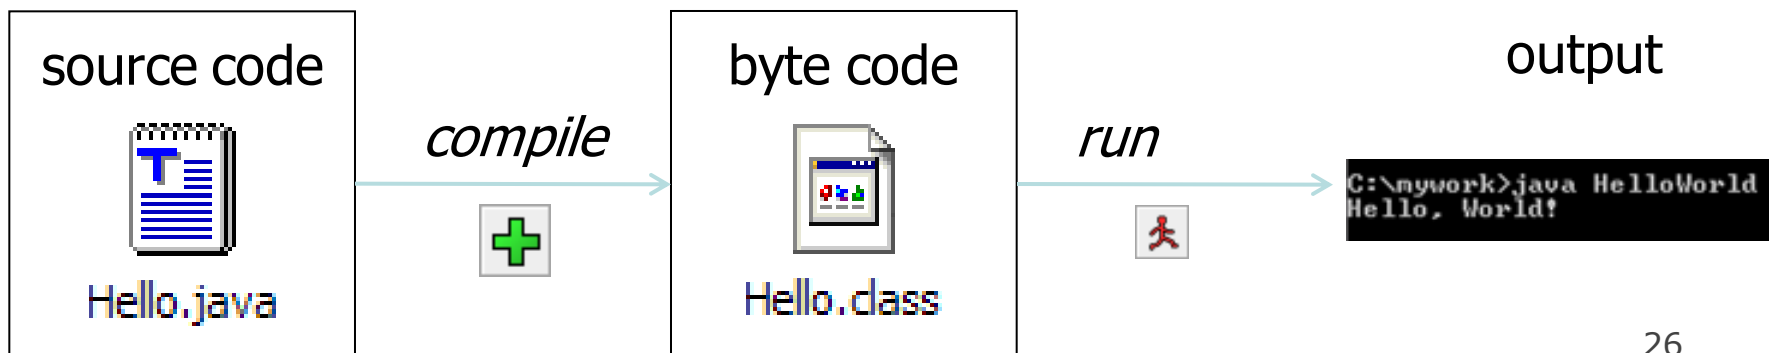 source code
Hello.java
compile
byte code
Hello.class
run
output
C:\mywork>java HelloWorld
Hello, World!
26